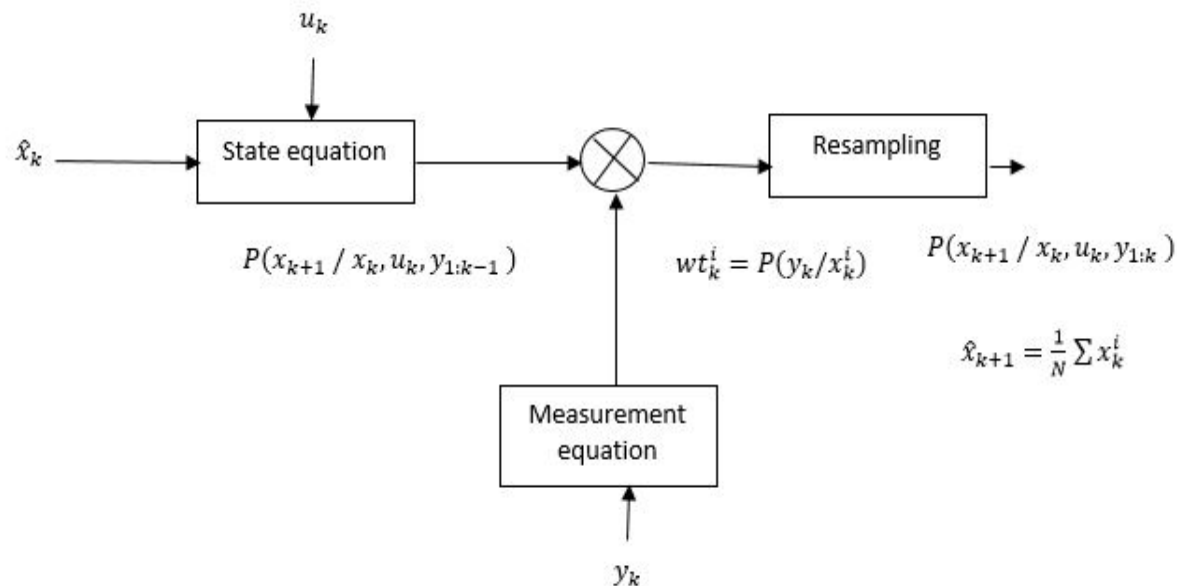 u_k
x̂_k
State equation
Resampling
P(x_{k+1} / x_k, u_k, y_{1:k−1} )
wt_k^i = P(y_k/x_k^i)
P(x_{k+1} / x_k, u_k, y_{1:k} )
x̂_{k+1} = \frac{1}{N} ∑ x_k^i
Measurement
equation
y_k